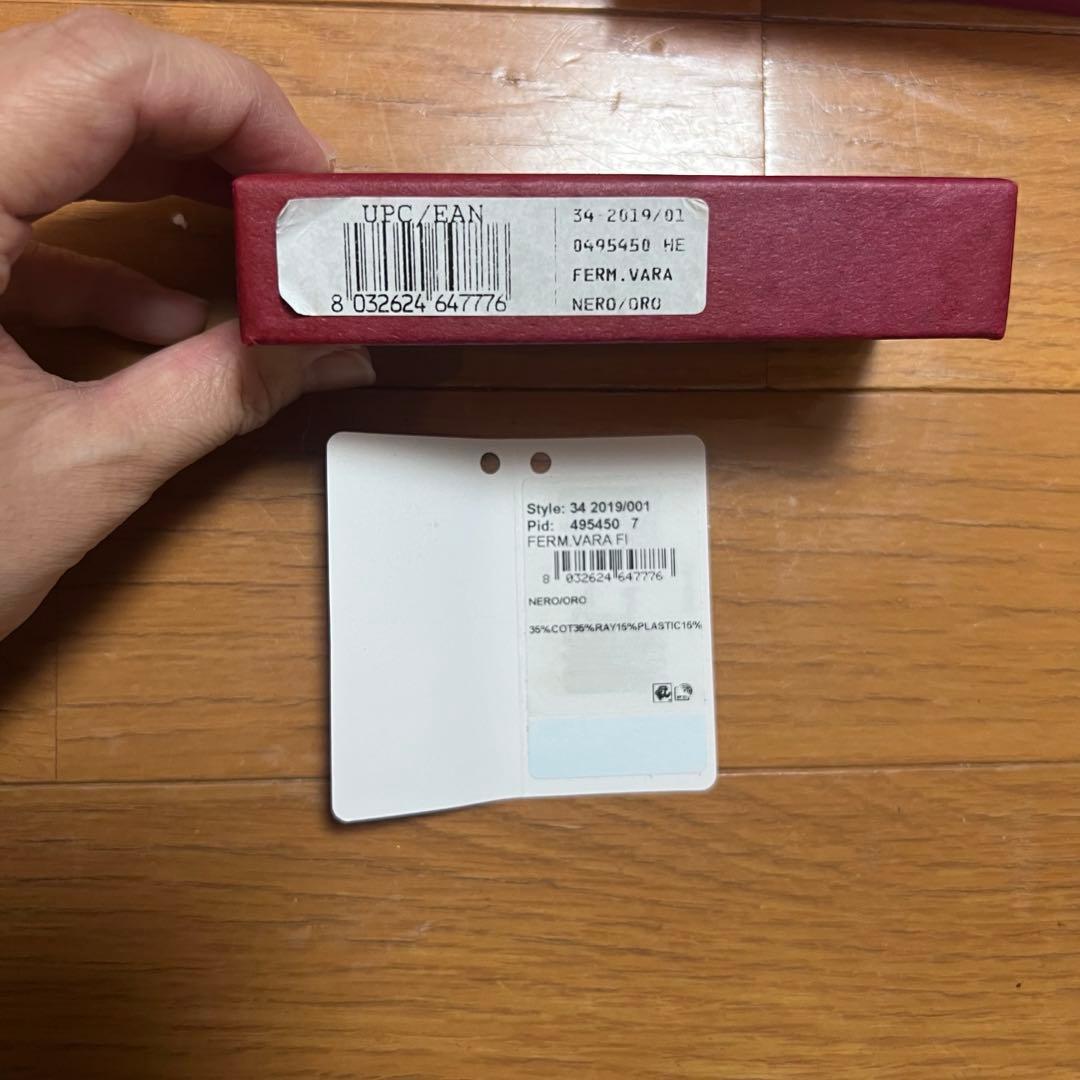 UPC/EAN
8 032624 647776
34-2019/01
0495450 HE
FERM.VARA
NERO/ORO
Style: 34 2019/001
Pid: 495450 7
FERM.VARA FI
8 032624 647776
NERO/ORO
35%COT35%RAY15%PLASTIC15%